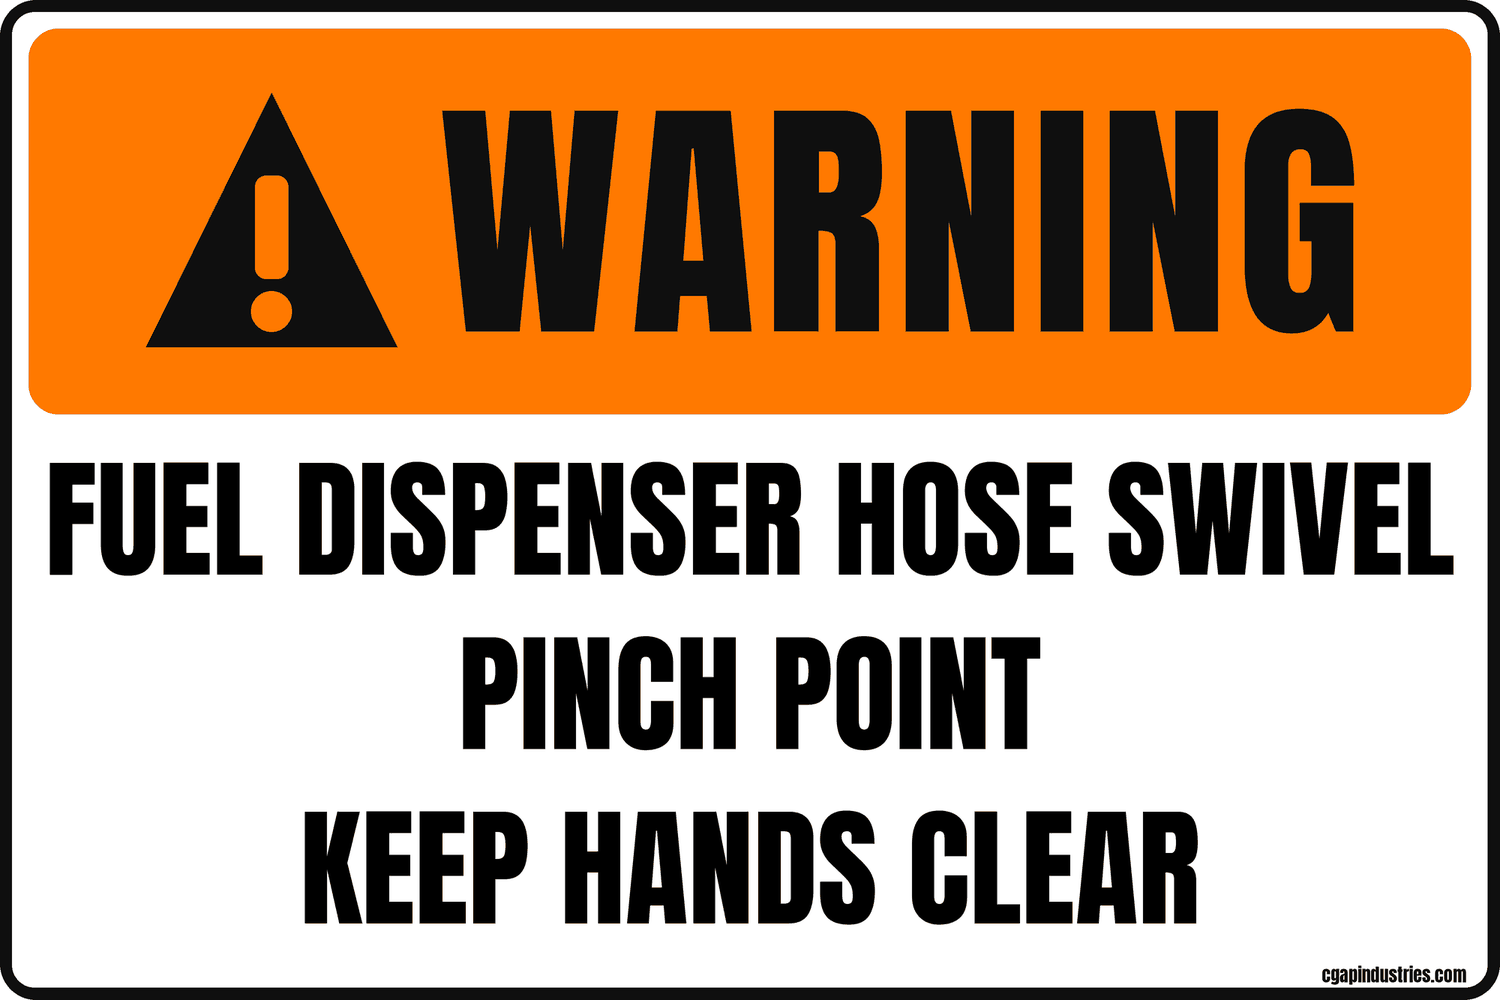 WARNING
FUEL DISPENSER HOSE SWIVEL
PINCH POINT
KEEP HANDS CLEAR
cgapindustries.com